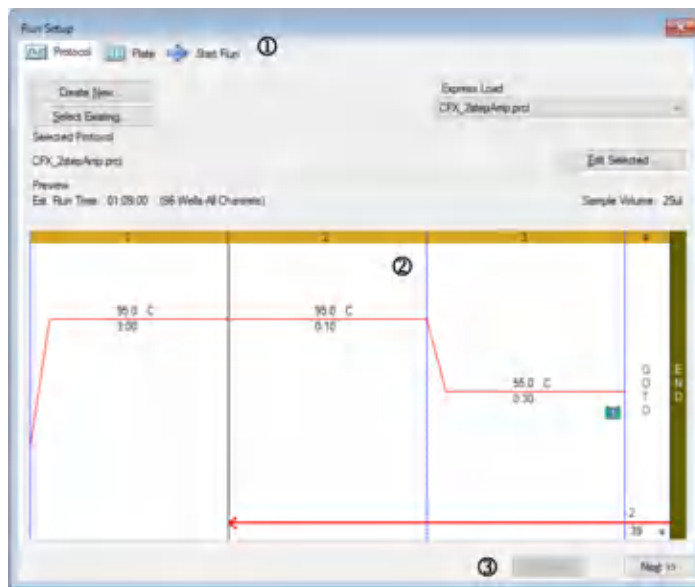 Run Setup
Protocol Plate Start Run ①
Create New...
Select Existing...
Express Load
CFX_2stepAmp.prcl
Selected Protocol
CFX_2stepAmp.prcl
Edit Selected...
Preview
Est. Run Time: 01:09:00 (96 Wells-All Channels)
Sample Volume: 25ul
1 2 3 4
②
95.0 C
3:00
95.0 C
0:10
55.0 C
0:30
GOTO
END
2
39 x
③
Next >>